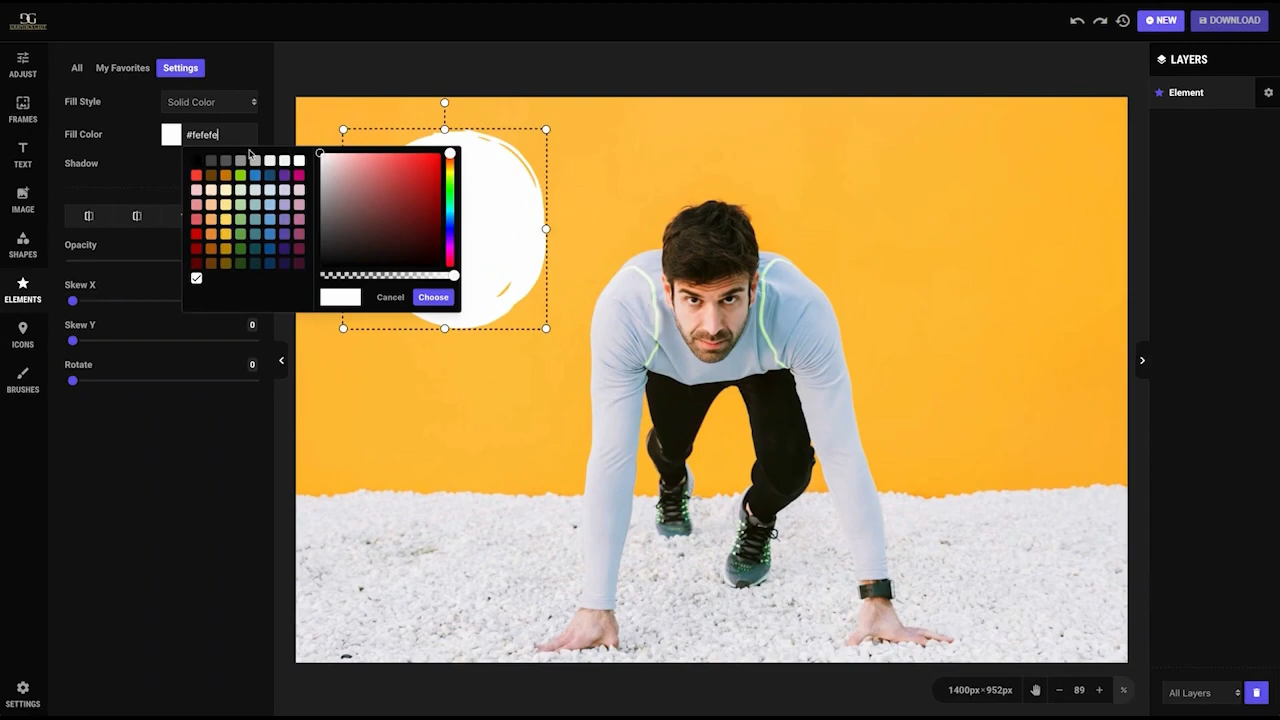 NEW
DOWNLOAD
ADJUST
FRAMES
TEXT
IMAGE
SHAPES
ELEMENTS
ICONS
BRUSHES
SETTINGS
All
My Favorites
Settings
Fill Style
Solid Color
Fill Color
#fefefe
Shadow
Opacity
Skew X
Skew Y
0
Rotate
0
Cancel
Choose
LAYERS
Element
1400px×952px
89
%
All Layers